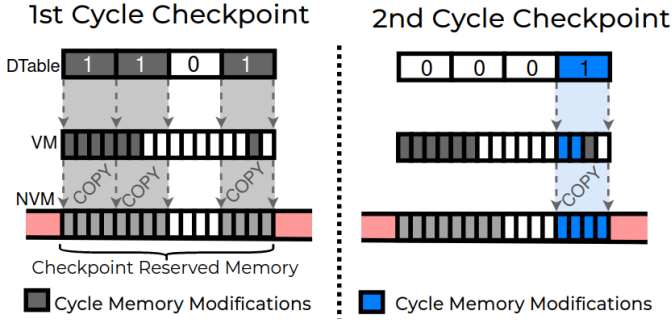 1st Cycle Checkpoint
DTable 1 1 0 1
VM
COPY COPY COPY
NVM
Checkpoint Reserved Memory
Cycle Memory Modifications
2nd Cycle Checkpoint
0 0 0 1
COPY
Cycle Memory Modifications